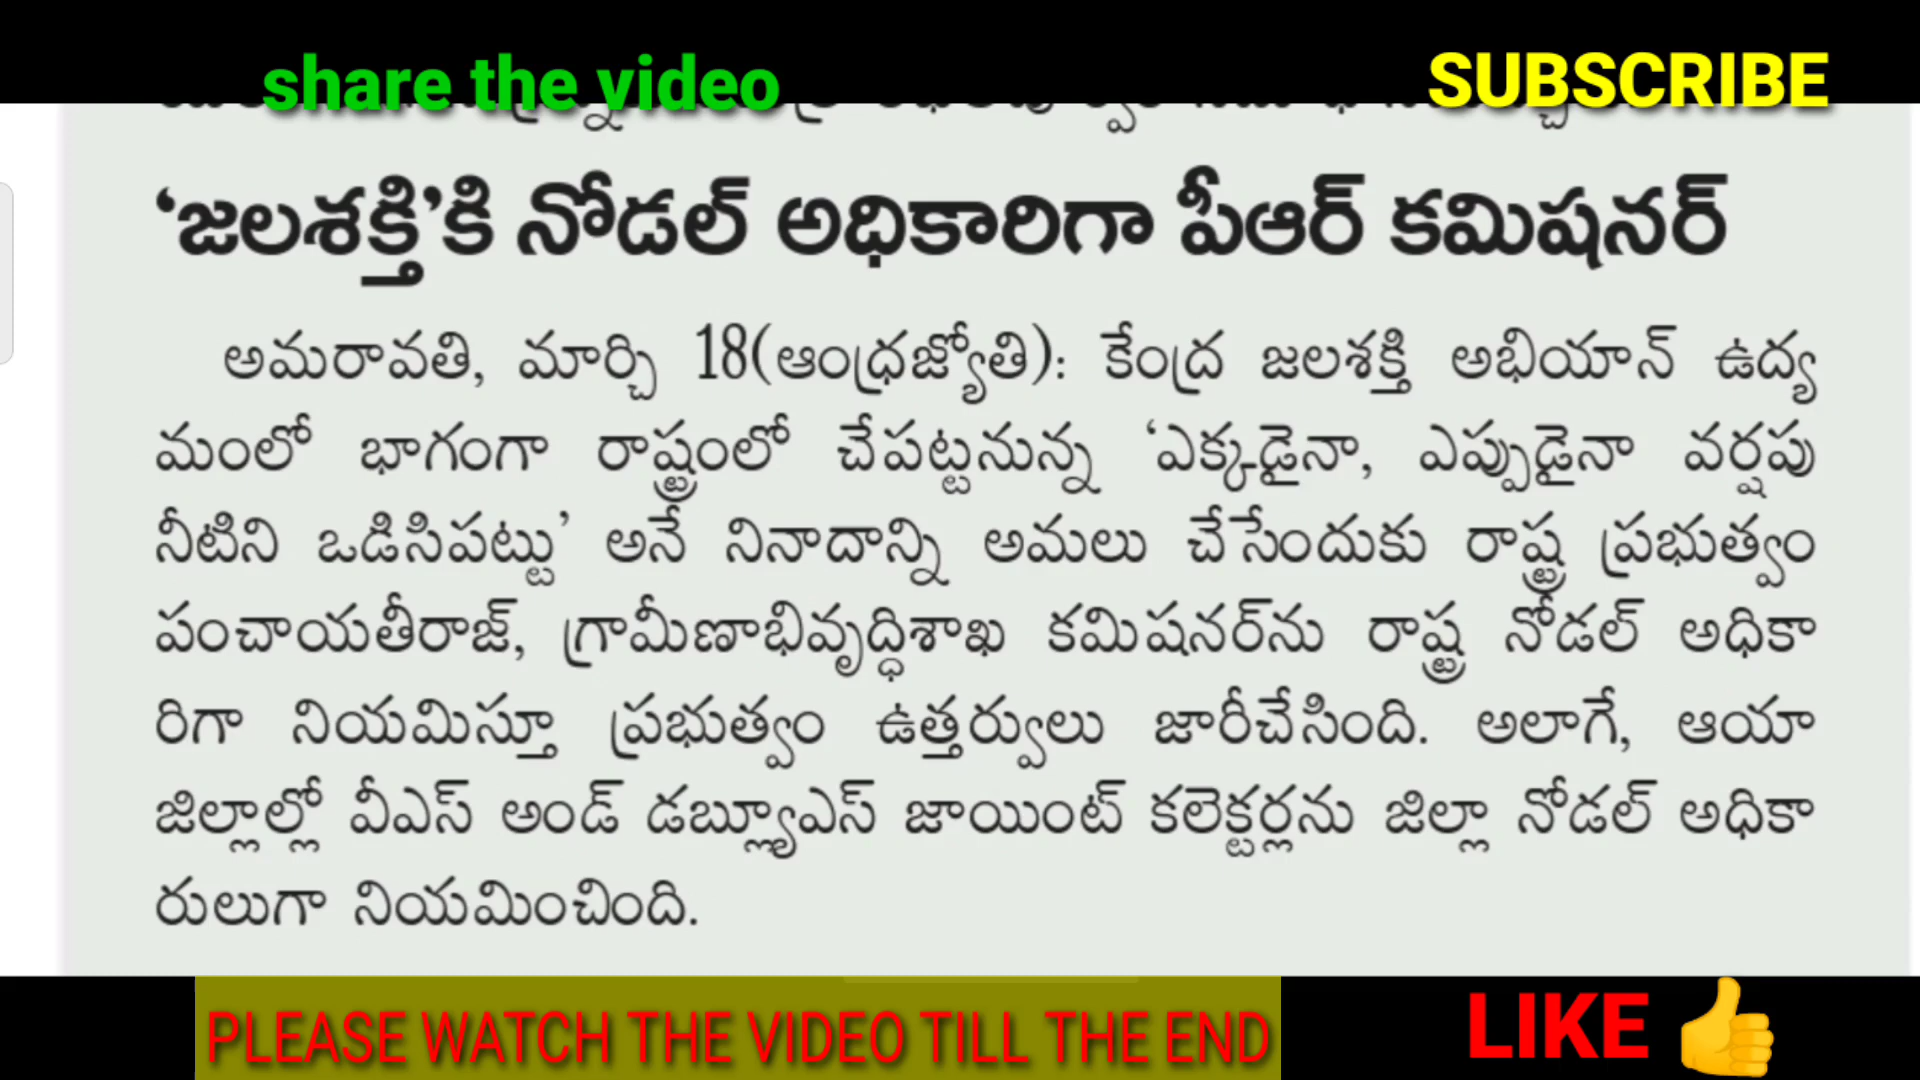 share the video
SUBSCRIBE
‘జలశక్తి’కి నోడల్ అధికారిగా పీఆర్ కమిషనర్
అమరావతి, మార్చి 18(ఆంధ్రజ్యోతి): కేంద్ర జలశక్తి అభియాన్ ఉద్య
మంలో భాగంగా రాష్ట్రంలో చేపట్టనున్న ‘ఎక్కడైనా, ఎప్పుడైనా వర్షపు
నీటిని ఒడిసిపట్టు’ అనే నినాదాన్ని అమలు చేసేందుకు రాష్ట్ర ప్రభుత్వం
పంచాయతీరాజ్, గ్రామీణాభివృద్ధిశాఖ కమిషనర్‌ను రాష్ట్ర నోడల్ అధికా
రిగా నియమిస్తూ ప్రభుత్వం ఉత్తర్వులు జారీచేసింది. అలాగే, ఆయా
జిల్లాల్లో వీఎస్ అండ్ డబ్ల్యూఎస్ జాయింట్ కలెక్టర్లను జిల్లా నోడల్ అధికా
రులుగా నియమించింది.
PLEASE WATCH THE VIDEO TILL THE END
LIKE